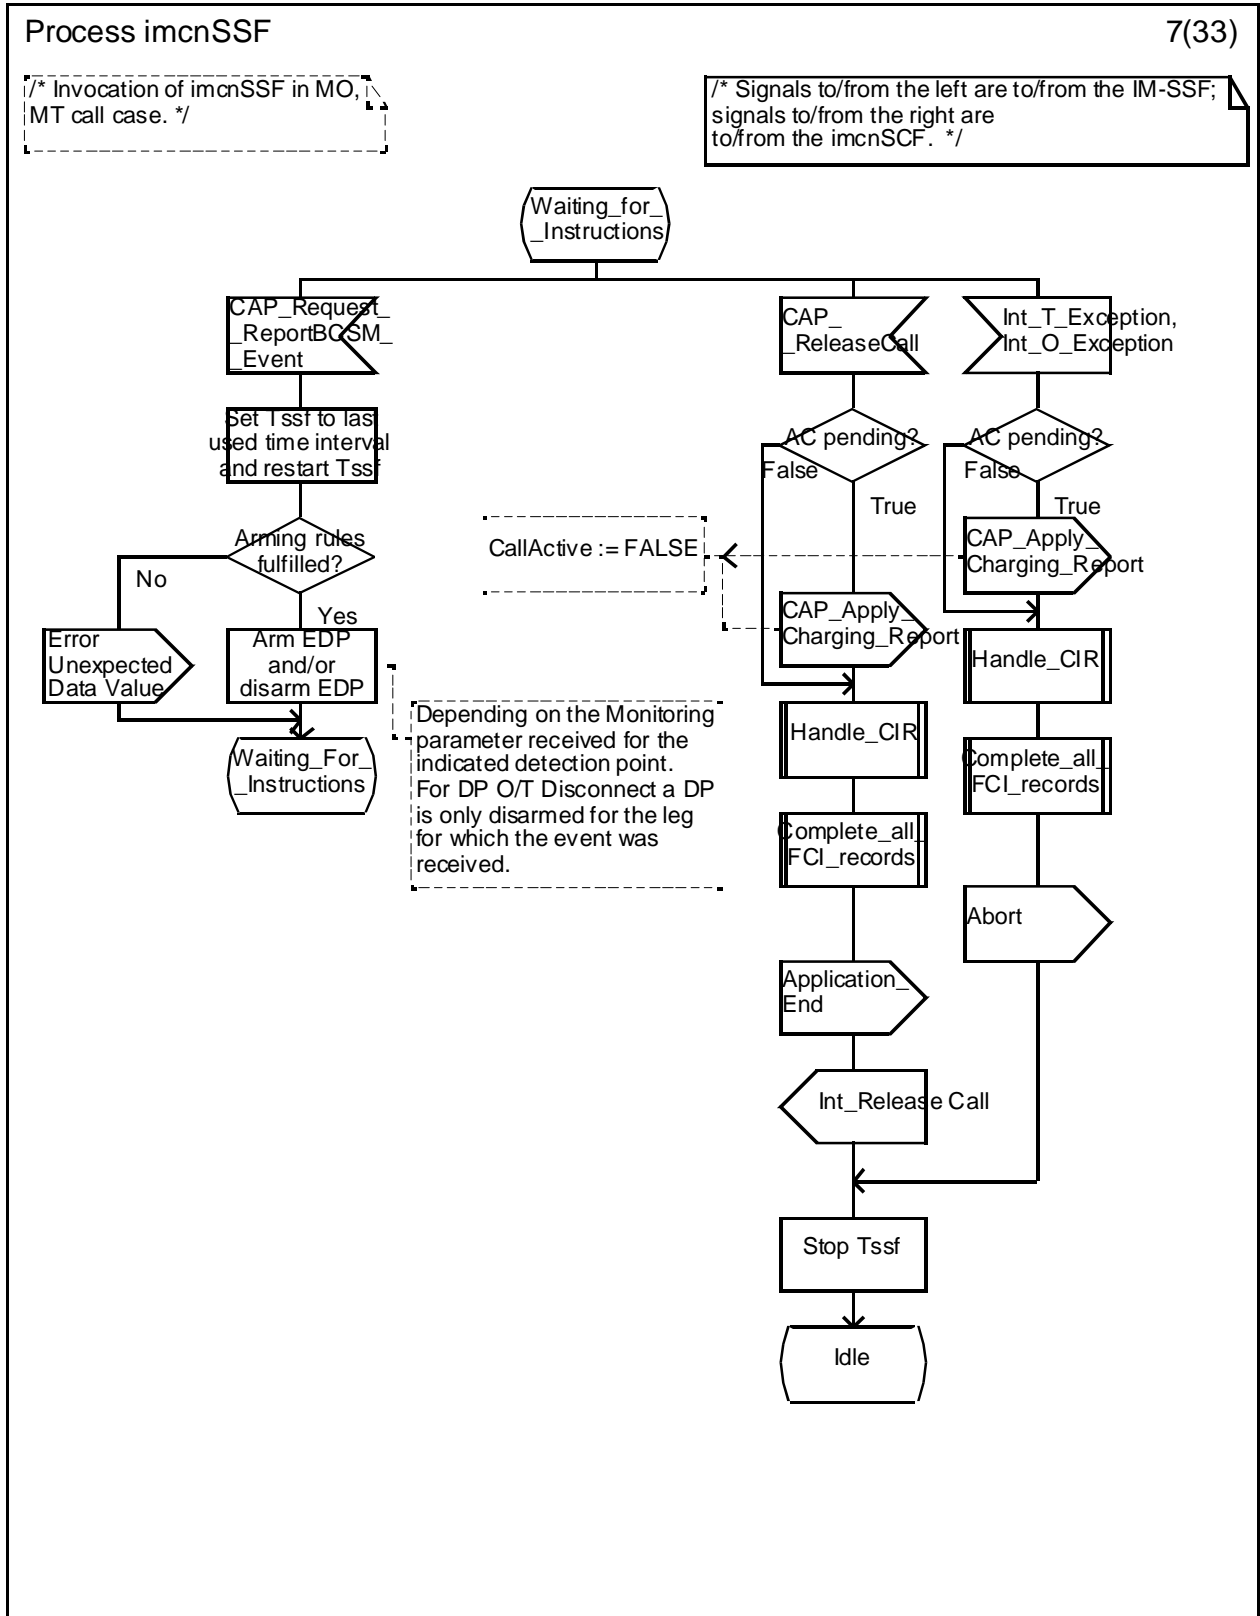 Process imcnSSF
7(33)
/* Invocation of imcnSSF in MO,
MT call case. */
/* Signals to/from the left are to/from the IM-SSF;
signals to/from the right are
to/from the imcnSCF. */
Waiting_for_
_Instructions
CAP_Request_
_ReportBCSM_
_Event
CAP_
_ReleaseCall
Int_T_Exception,
Int_O_Exception
Set Tssf to last
used time interval
and restart Tssf
AC pending?
False
True
AC pending?
False
True
Arming rules
fulfilled?
No
Yes
CallActive := FALSE
CAP_Apply_
Charging_Report
CAP_Apply_
Charging_Report
Error
Unexpected
Data Value
Arm EDP
and/or
disarm EDP
Handle_CIR
Depending on the Monitoring
parameter received for the
indicated detection point.
For DP O/T Disconnect a DP
is only disarmed for the leg
for which the event was
received.
Handle_CIR
Waiting_For_
_Instructions
Complete_all_
FCI_records
Complete_all_
FCI_records
Abort
Application_
End
Int_Release Call
Stop Tssf
Idle